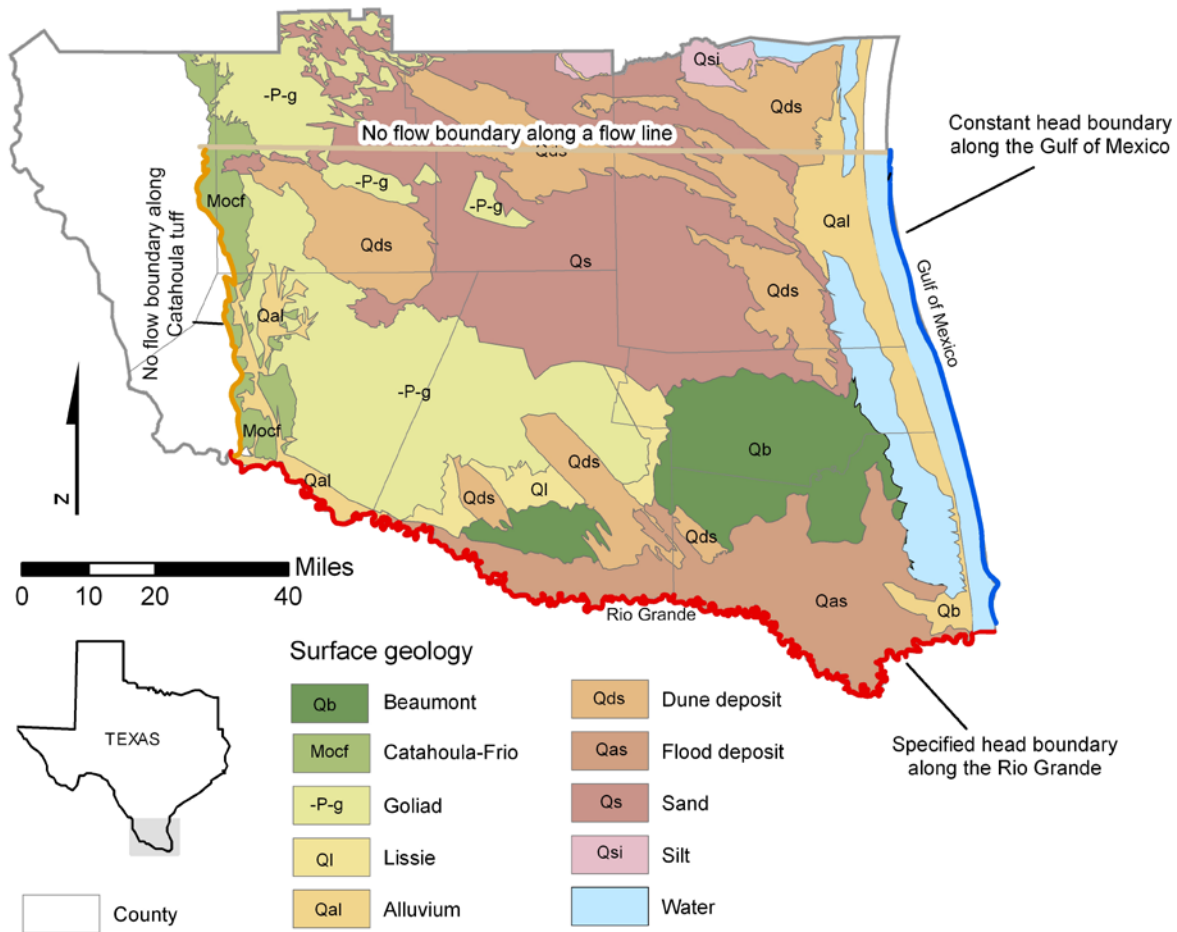 Qsi
-P-g
Qds
No flow boundary along a flow line
Qds
Constant head boundary
along the Gulf of Mexico
-P-g
-P-g
Mocf
Qal
No flow boundary along
Catahoula tuff
Qds
Qs
Qds
Gulf of Mexico
Qal
-P-g
Mocf
Qb
Qds
Qal
Qds
Ql
Qds
N
Miles
0 10 20 40
Qas
Qb
Rio Grande
Specified head boundary
along the Rio Grande
TEXAS
County
Surface geology
Qb Beaumont
Mocf Catahoula-Frio
-P-g Goliad
Ql Lissie
Qal Alluvium
Qds Dune deposit
Qas Flood deposit
Qs Sand
Qsi Silt
Water